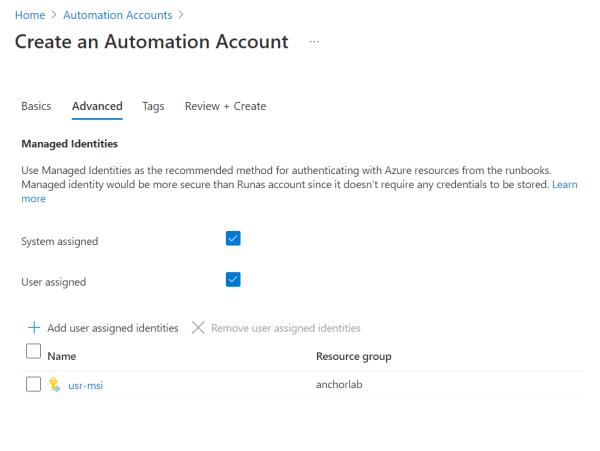 Home > Automation Accounts >
Create an Automation Account ...
Basics Advanced Tags Review + Create
Managed Identities
Use Managed Identities as the recommended method for authenticating with Azure resources from the runbooks.
Managed identity would be more secure than Runas account since it doesn't require any credentials to be stored. Learn
more
System assigned
User assigned
Add user assigned identities Remove user assigned identities
Name Resource group
usr-msi anchorlab